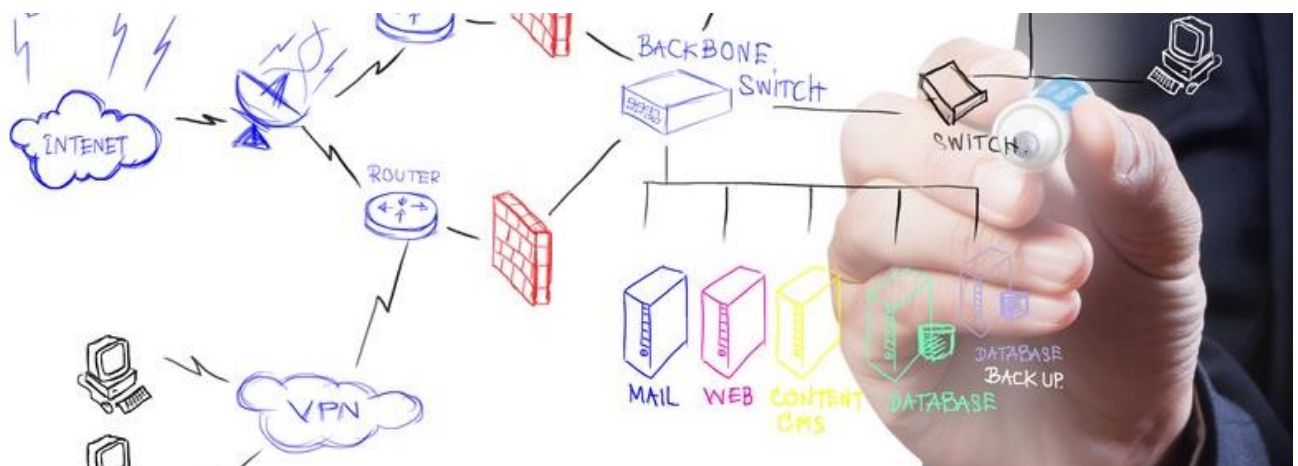 BACKBONE
SWITCH
SWITCH
INTENET
ROUTER
DATABASE
BACK UP.
MAIL
WEB
CONTENT
CMS
DATABASE
VPN